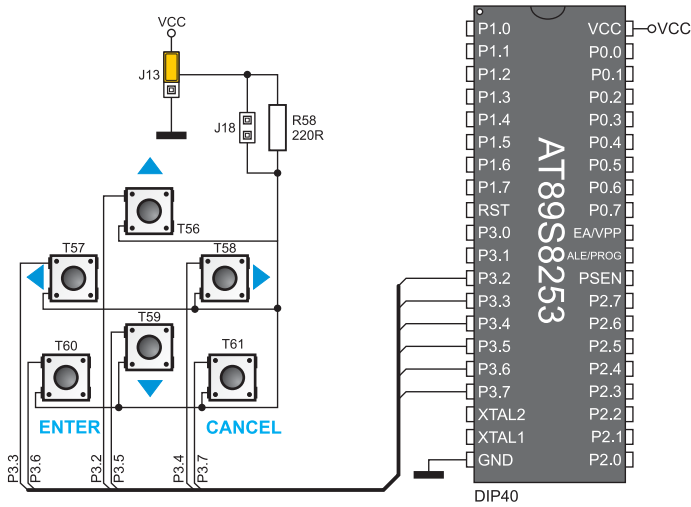 VCC
J13
J18
R58
220R
T56
T57
T58
T59
T60
T61
ENTER
CANCEL
P3.3
P3.6
P3.2
P3.5
P3.4
P3.7
P1.0
P1.1
P1.2
P1.3
P1.4
P1.5
P1.6
P1.7
RST
P3.0
P3.1
P3.2
P3.3
P3.4
P3.5
P3.6
P3.7
XTAL2
XTAL1
GND
AT89S8253
VCC
P0.0
P0.1
P0.2
P0.3
P0.4
P0.5
P0.6
P0.7
EA/VPP
ALE/PROG
PSEN
P2.7
P2.6
P2.5
P2.4
P2.3
P2.2
P2.1
P2.0
VCC
DIP40